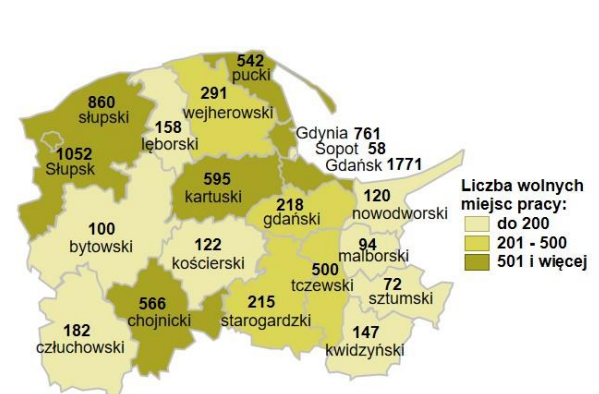 542
pucki
860
słupski
291
wejherowski
158
lęborski
Gdynia 761
Sopot 58
Gdańsk 1771
1052
Słupsk
595
kartuski
218
gdański
120
nowodworski
100
bytowski
122
kościerski
94
malborski
500
tczewski
72
sztumski
566
chojnicki
215
starogardzki
182
człuchowski
147
kwidzyński
Liczba wolnych
miejsc pracy:
do 200
201 - 500
501 i więcej